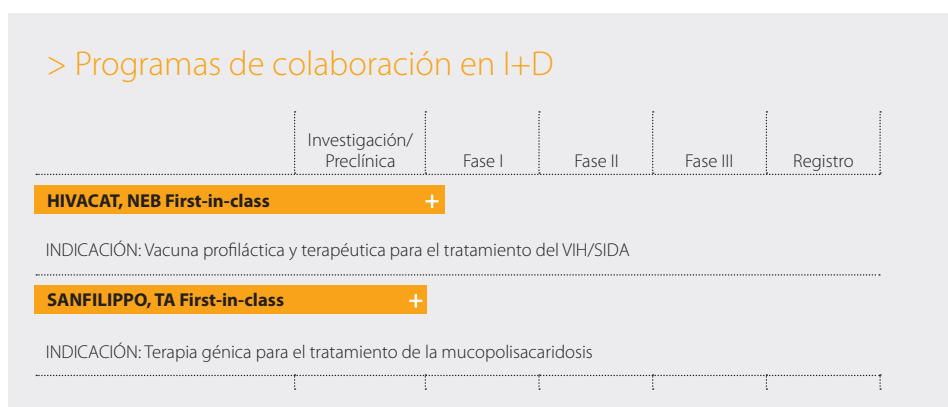 > Programas de colaboración en I+D
Investigación/
Preclínica
Fase I
Fase II
Fase III
Registro
HIVACAT, NEB First-in-class +
INDICACIÓN: Vacuna profiláctica y terapéutica para el tratamiento del VIH/SIDA
SANFILIPPO, TA First-in-class +
INDICACIÓN: Terapia génica para el tratamiento de la mucopolisacaridosis